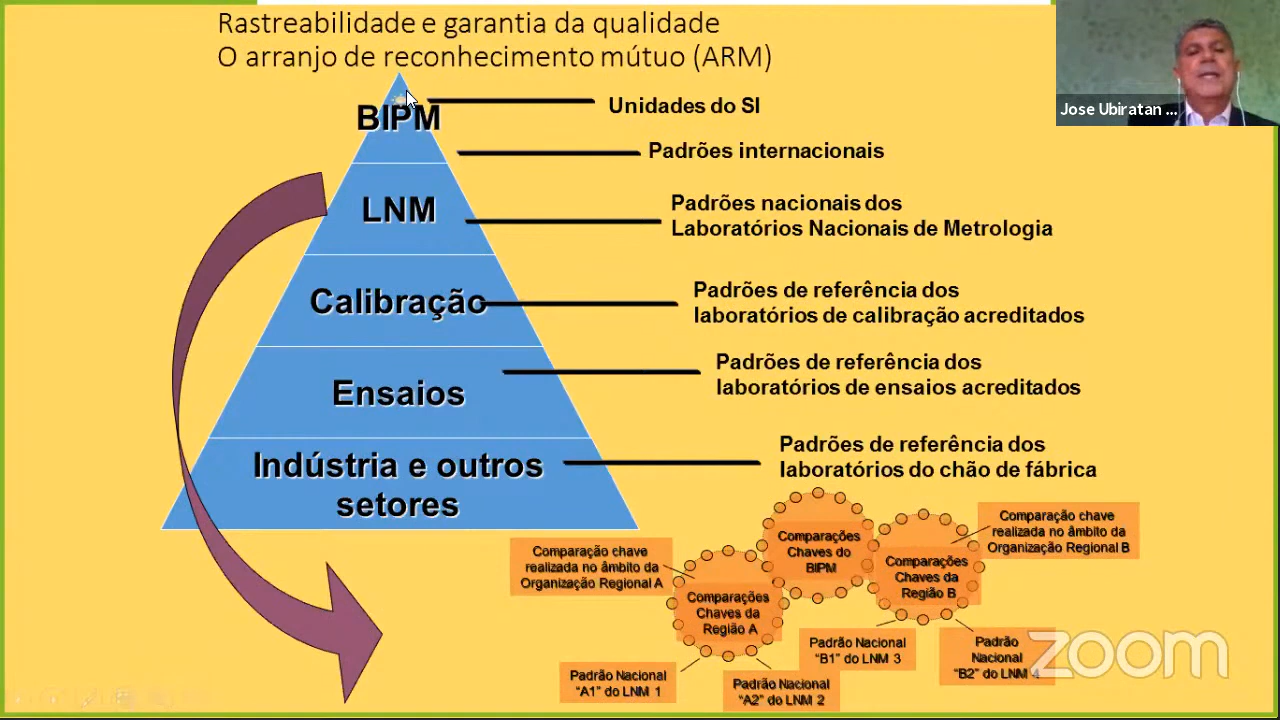 Rastreabilidade e garantia da qualidade
O arranjo de reconhecimento mútuo (ARM)
Jose Ubiratan ...
BIPM
Unidades do SI
Padrões internacionais
LNM
Padrões nacionais dos
Laboratórios Nacionais de Metrologia
Calibração
Padrões de referência dos
laboratórios de calibração acreditados
Ensaios
Padrões de referência dos
laboratórios de ensaios acreditados
Indústria e outros
setores
Padrões de referência dos
laboratórios do chão de fábrica
Comparação chave
realizada no âmbito da
Organização Regional A
Comparações
Chaves do
BIPM
Comparação chave
realizada no âmbito da
Organização Regional B
Comparações
Chaves da
Região A
Comparações
Chaves da
Região B
Padrão Nacional
"A1" do LNM 1
Padrão Nacional
"A2" do LNM 2
Padrão Nacional
"B1" do LNM 3
Padrão
Nacional
"B2" do LNM 4
zoom